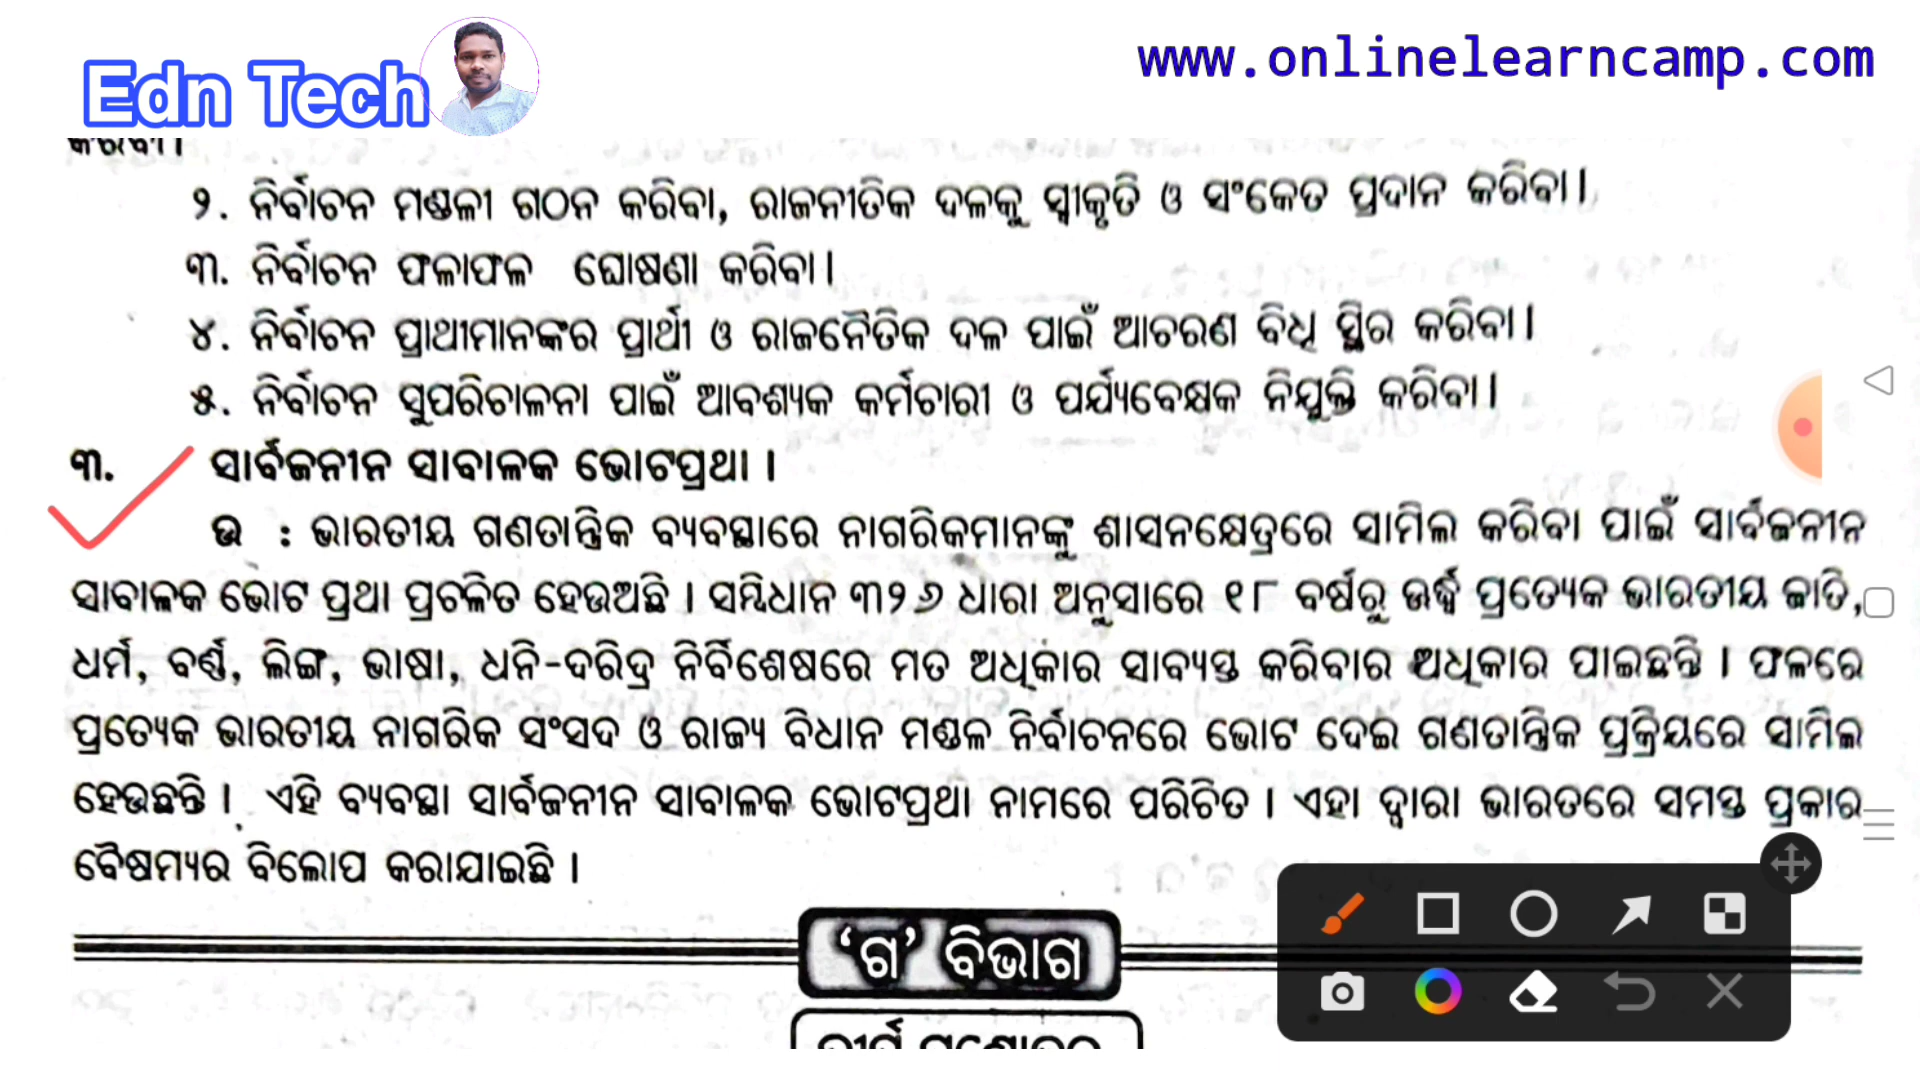 Edn Tech
www.onlinelearncamp.com
କରିବା।
୨. ନିର୍ବାଚନ ମଣ୍ଡଳୀ ଗଠନ କରିବା, ରାଜନୀତିକ ଦଳକୁ ସ୍ୱୀକୃତି ଓ ସଂକେତ ପ୍ରଦାନ କରିବା।
୩. ନିର୍ବାଚନ ଫଳାଫଳ ଘୋଷଣା କରିବା।
୪. ନିର୍ବାଚନ ପ୍ରାଥୀମାନଙ୍କର ପ୍ରାର୍ଥୀ ଓ ରାଜନୈତିକ ଦଳ ପାଇଁ ଆଚରଣ ବିଧି ସ୍ଥିର କରିବା।
୫. ନିର୍ବାଚନ ସୁପରିଚାଳନା ପାଇଁ ଆବଶ୍ୟକ କର୍ମଚାରୀ ଓ ପର୍ଯ୍ୟବେକ୍ଷକ ନିଯୁକ୍ତି କରିବା।
୩. ସାର୍ବଜନୀନ ସାବାଳକ ଭୋଟପ୍ରଥା ।
ଉ : ଭାରତୀୟ ଗଣତାନ୍ତ୍ରିକ ବ୍ୟବସ୍ଥାରେ ନାଗରିକମାନଙ୍କୁ ଶାସନକ୍ଷେତ୍ରରେ ସାମିଲ କରିବା ପାଇଁ ସାର୍ବଜନୀନ
ସାବାଳକ ଭୋଟ ପ୍ରଥା ପ୍ରଚଳିତ ହେଉଅଛି । ସମ୍ବିଧାନ ୩୨୬ ଧାରା ଅନୁସାରେ ୧୮ ବର୍ଷରୁ ଊର୍ଦ୍ଧ୍ୱ ପ୍ରତ୍ୟେକ ଭାରତୀୟ ଜାତି,
ଧର୍ମ, ବର୍ଣ୍ଣ, ଲିଙ୍ଗ, ଭାଷା, ଧନି-ଦରିଦ୍ର ନିର୍ବିଶେଷରେ ମତ ଅଧିକାର ସାବ୍ୟସ୍ତ କରିବାର ଅଧିକାର ପାଇଛନ୍ତି । ଫଳରେ
ପ୍ରତ୍ୟେକ ଭାରତୀୟ ନାଗରିକ ସଂସଦ ଓ ରାଜ୍ୟ ବିଧାନ ମଣ୍ଡଳ ନିର୍ବାଚନରେ ଭୋଟ ଦେଇ ଗଣତାନ୍ତ୍ରିକ ପ୍ରକ୍ରିୟରେ ସାମିଲ
ହେଉଛନ୍ତି । ଏହି ବ୍ୟବସ୍ଥା ସାର୍ବଜନୀନ ସାବାଳକ ଭୋଟପ୍ରଥା ନାମରେ ପରିଚିତ । ଏହା ଦ୍ୱାରା ଭାରତରେ ସମସ୍ତ ପ୍ରକାର
ବୈଷମ୍ୟର ବିଲୋପ କରାଯାଇଛି ।
‘ଗ’ ବିଭାଗ